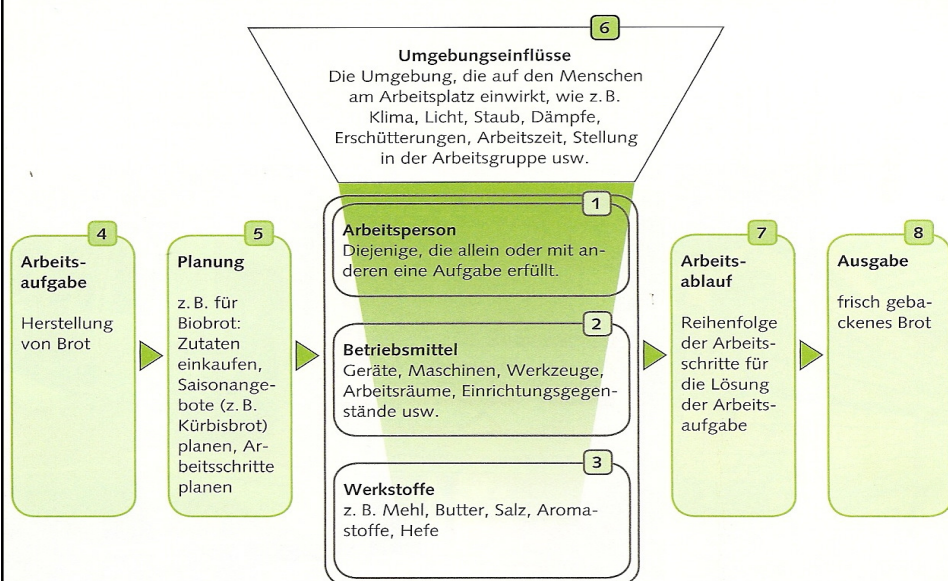 6
Umgebungseinflüsse
Die Umgebung, die auf den Menschen
am Arbeitsplatz einwirkt, wie z. B.
Klima, Licht, Staub, Dämpfe,
Erschütterungen, Arbeitszeit, Stellung
in der Arbeitsgruppe usw.
4
Arbeits-
aufgabe
Herstellung
von Brot
5
Planung
z. B. für
Biobrot:
Zutaten
einkaufen,
Saisonange-
bote (z. B.
Kürbisbrot)
planen, Ar-
beitsschritte
planen
1
Arbeitsperson
Diejenige, die allein oder mit an-
deren eine Aufgabe erfüllt.
2
Betriebsmittel
Geräte, Maschinen, Werkzeuge,
Arbeitsräume, Einrichtungsgegen-
stände usw.
3
Werkstoffe
z. B. Mehl, Butter, Salz, Aroma-
stoffe, Hefe
7
Arbeits-
ablauf
Reihenfolge
der Arbeits-
schritte für
die Lösung
der Arbeits-
aufgabe
8
Ausgabe
frisch geba-
ckenes Brot